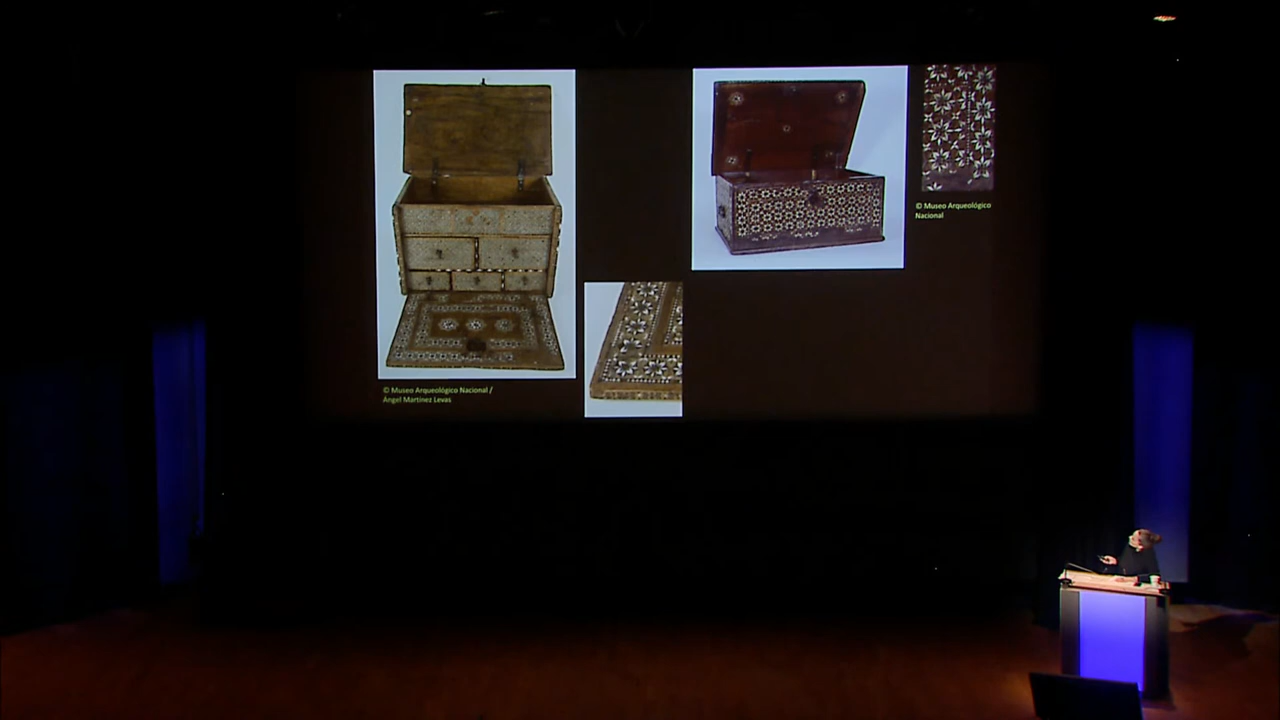 © Museo Arqueológico Nacional /
Ángel Martínez Levas
© Museo Arqueológico
Nacional